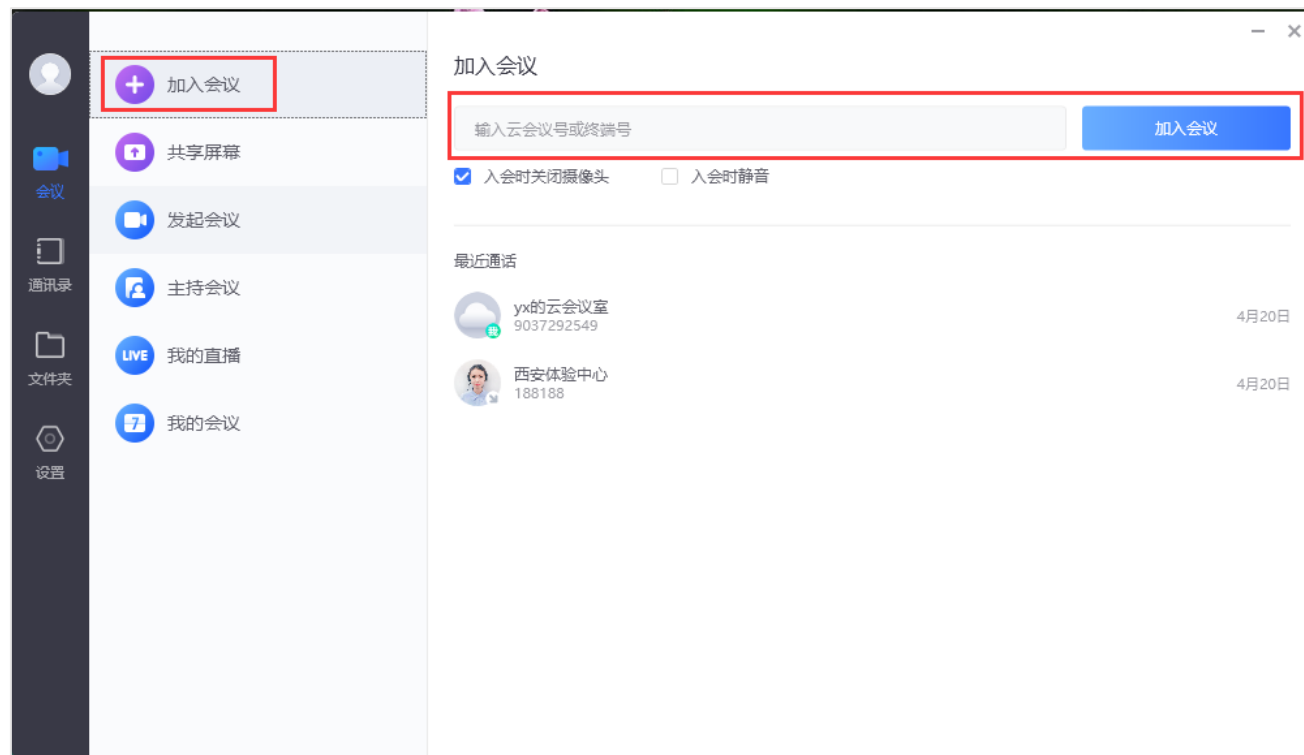 会议
通讯录
文件夹
设置
加入会议
共享屏幕
发起会议
主持会议
LIVE
我的直播
7
我的会议
加入会议
输入云会议号或终端号
加入会议
入会时关闭摄像头
入会时静音
最近通话
yx的云会议室
9037292549
我
4月20日
西安体验中心
188188
4月20日